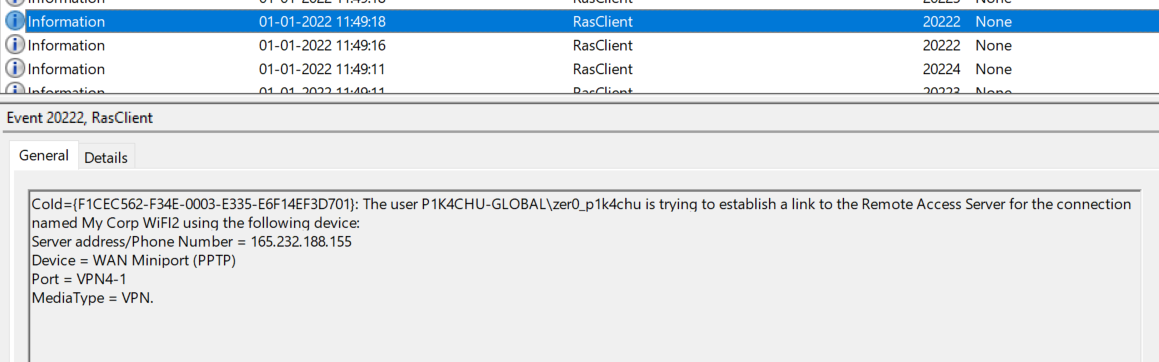 Information 01-01-2022 11:49:18 RasClient 20223 None
Information 01-01-2022 11:49:18 RasClient 20222 None
Information 01-01-2022 11:49:16 RasClient 20222 None
Information 01-01-2022 11:49:11 RasClient 20224 None
Information 01-01-2022 11:49:11 RasClient 20223 None
Event 20222, RasClient
General Details
CoId={F1CEC562-F34E-0003-E335-E6F14EF3D701}: The user P1K4CHU-GLOBAL\zer0_p1k4chu is trying to establish a link to the Remote Access Server for the connection
named My Corp WiFI2 using the following device:
Server address/Phone Number = 165.232.188.155
Device = WAN Miniport (PPTP)
Port = VPN4-1
MediaType = VPN.